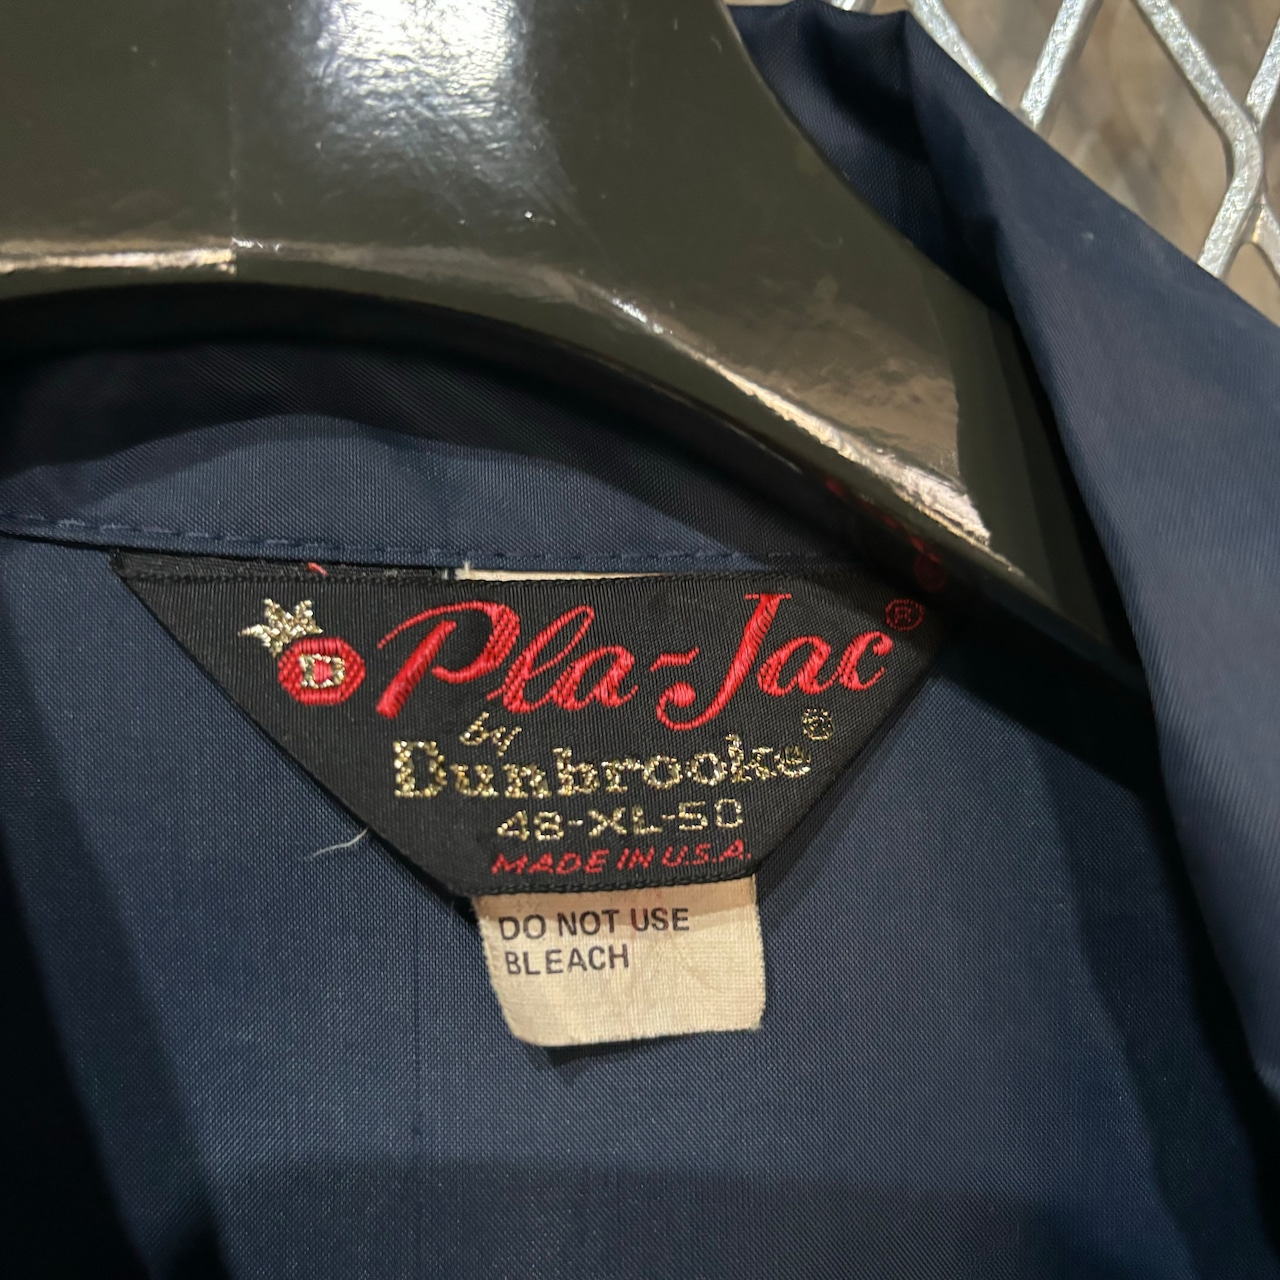 D Pla-Jac®
by
Dunbrooke®
48-XL-50
MADE IN U.S.A.
DO NOT USE
BLEACH